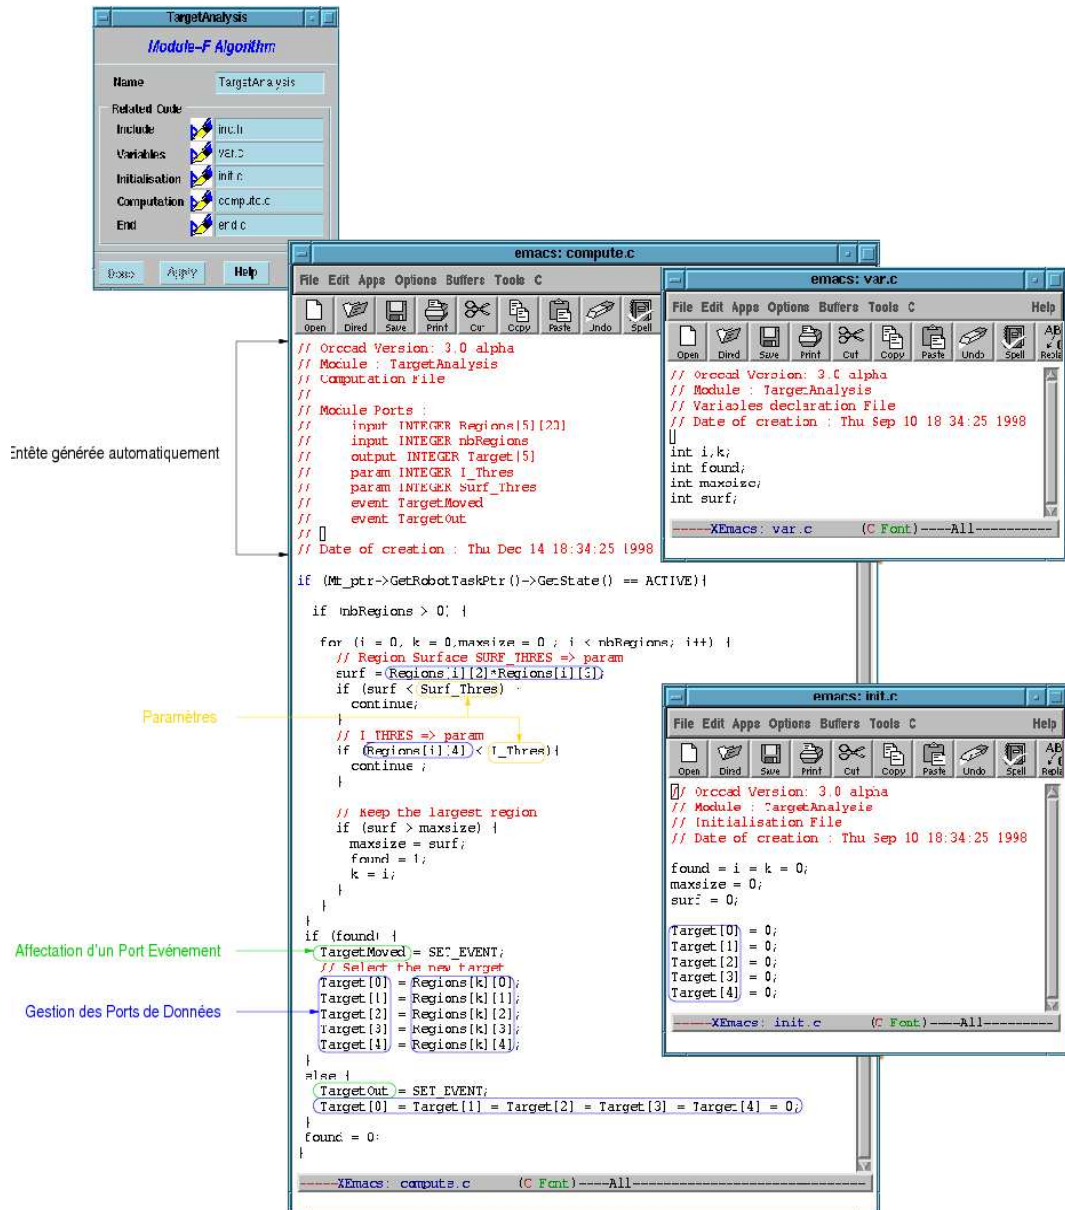 TargetAnalysis
Module-F Algorithm
Name TargetAnalysis
Related Code
Include inc.h
Variables var.c
Initialisation init.c
Computation compute.c
End end.c
Done Apply Help
emacs: compute.c
File Edit Apps Options Buffers Tools C
Open Dired Save Print Cut Copy Paste Undo Spell
// Orccad Version: 3.0 alpha
// Module : TargetAnalysis
// Computation File
//
// Module Ports :
// input INTEGER Regions[5][20]
// input INTEGER nbRegions
// output INTEGER Target[5]
// param INTEGER I_Thres
// param INTEGER Surf_Thres
// event TargetMoved
// event TargetOut
//
// Date of creation : Thu Dec 14 18:34:25 1998
if (Mt_ptr->GetRobotTaskPtr()->GetState() == ACTIVE){
if (nbRegions > 0) {
for (i = 0, k = 0,maxsize = 0 ; i < nbRegions; i++) {
// Region Surface SURF_THRES => param
surf = Regions[i][2]*Regions[i][3];
if (surf < Surf_Thres)
continue;
}
// I_THRES => param
if (Regions[i][4] < I_Thres){
continue ;
}
// Keep the largest region
if (surf > maxsize) {
maxsize = surf;
found = 1;
k = i;
}
}
}
if (found) {
TargetMoved = SET_EVENT;
// Select the new target
Target[0] = Regions[k][0];
Target[1] = Regions[k][1];
Target[2] = Regions[k][2];
Target[3] = Regions[k][3];
Target[4] = Regions[k][4];
}
else {
TargetOut = SET_EVENT;
Target[0] = Target[1] = Target[2] = Target[3] = Target[4] = 0;
}
found = 0;
}
-----XEmacs: compute.c (C Font)----All------------------------------
Entête générée automatiquement
Paramètres
Affectation d'un Port Evénement
Gestion des Ports de Données
emacs: var.c
File Edit Apps Options Buffers Tools C Help
Open Dired Save Print Cut Copy Paste Undo Spell Repla
// Orccad Version: 3.0 alpha
// Module : TargetAnalysis
// Variables declaration File
// Date of creation : Thu Sep 10 18 34:25 1998
int i,k;
int found;
int maxsize;
int surf;
-----XEmacs: var.c (C Font)----All----------
emacs: init.c
File Edit Apps Options Buffers Tools C Help
Open Dired Save Print Cut Copy Paste Undo Spell Repla
// Orccad Version: 3.0 alpha
// Module : TargetAnalysis
// Initialisation File
// Date of creation : Thu Sep 10 18:34:25 1998
found = i = k = 0;
maxsize = 0;
surf = 0;
Target[0] = 0;
Target[1] = 0;
Target[2] = 0;
Target[3] = 0;
Target[4] = 0;
-----XEmacs: init.c (C Font)----All---------